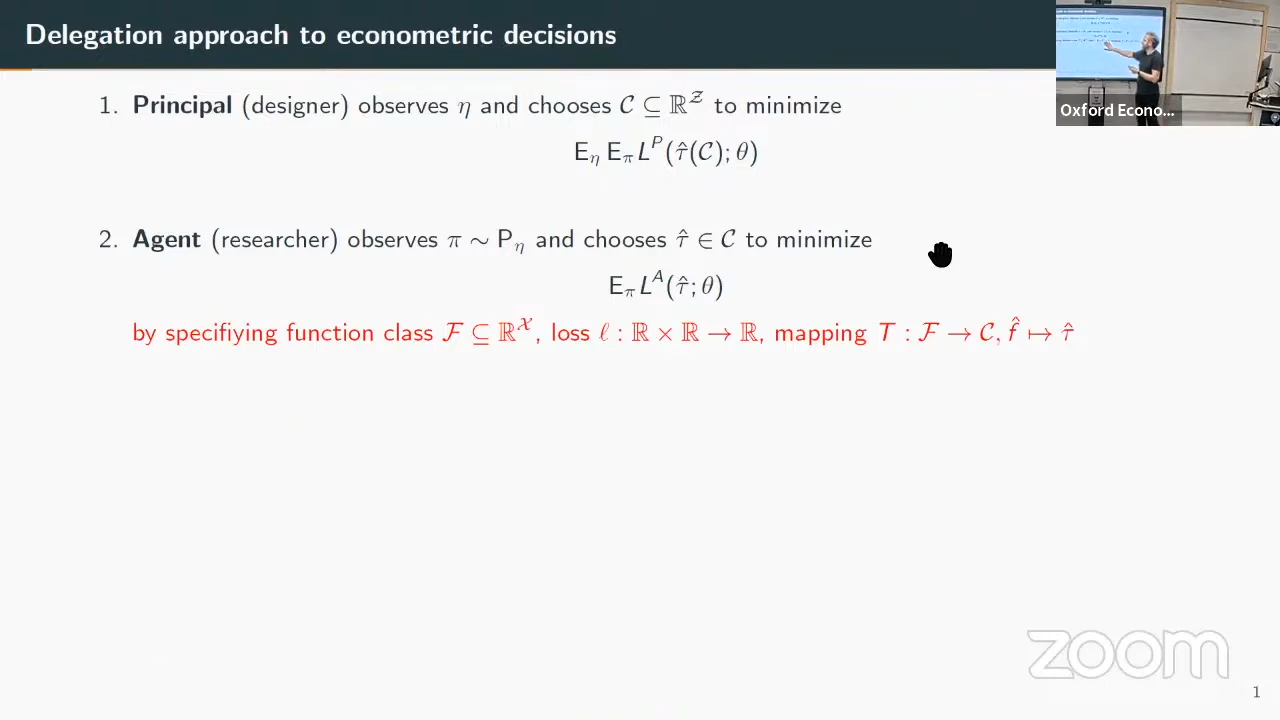 Delegation approach to econometric decisions
Oxford Econo...
1. Principal (designer) observes η and chooses C ⊆ ℝ^Z to minimize
E_η E_π L^P(τ̂(C); θ)
2. Agent (researcher) observes π ∼ P_η and chooses τ̂ ∈ C to minimize
E_π L^A(τ̂; θ)
by specifiying function class F ⊆ ℝ^X, loss ℓ : ℝ × ℝ → ℝ, mapping T : F → C, f̂ ↦ τ̂
zoom
1